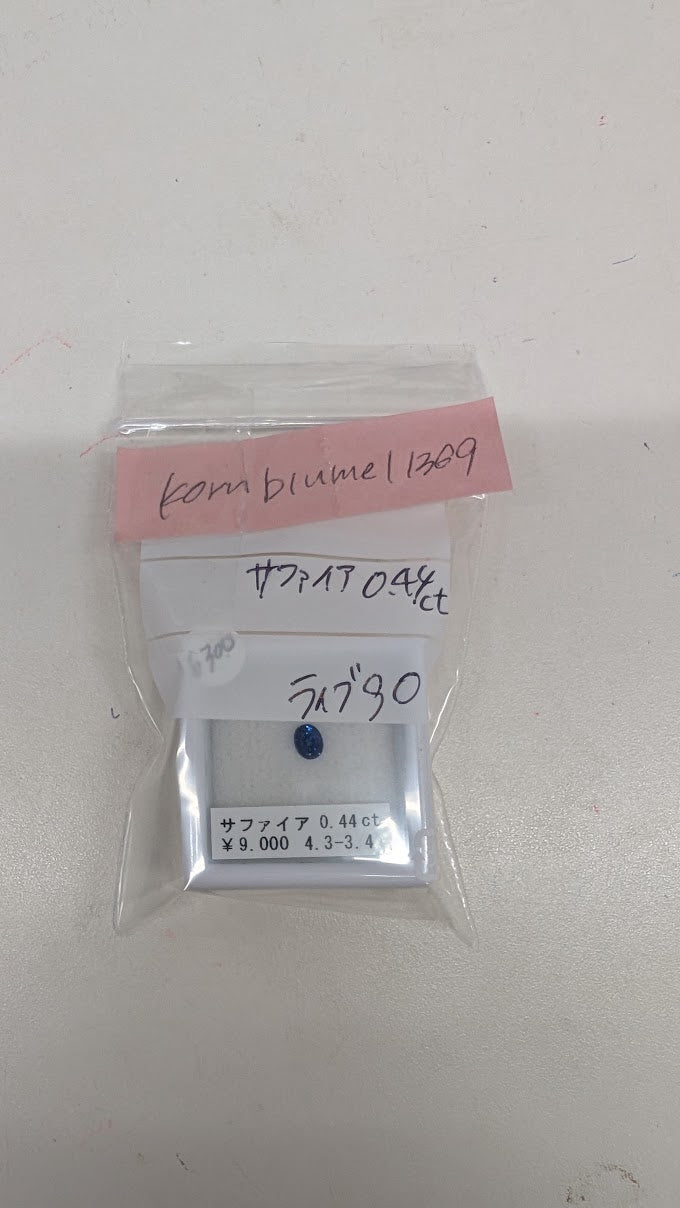 kornblume11369
サファイア 0.44ct
6300
ライブ90
サファイア 0.44ct
¥9.000 4.3-3.4